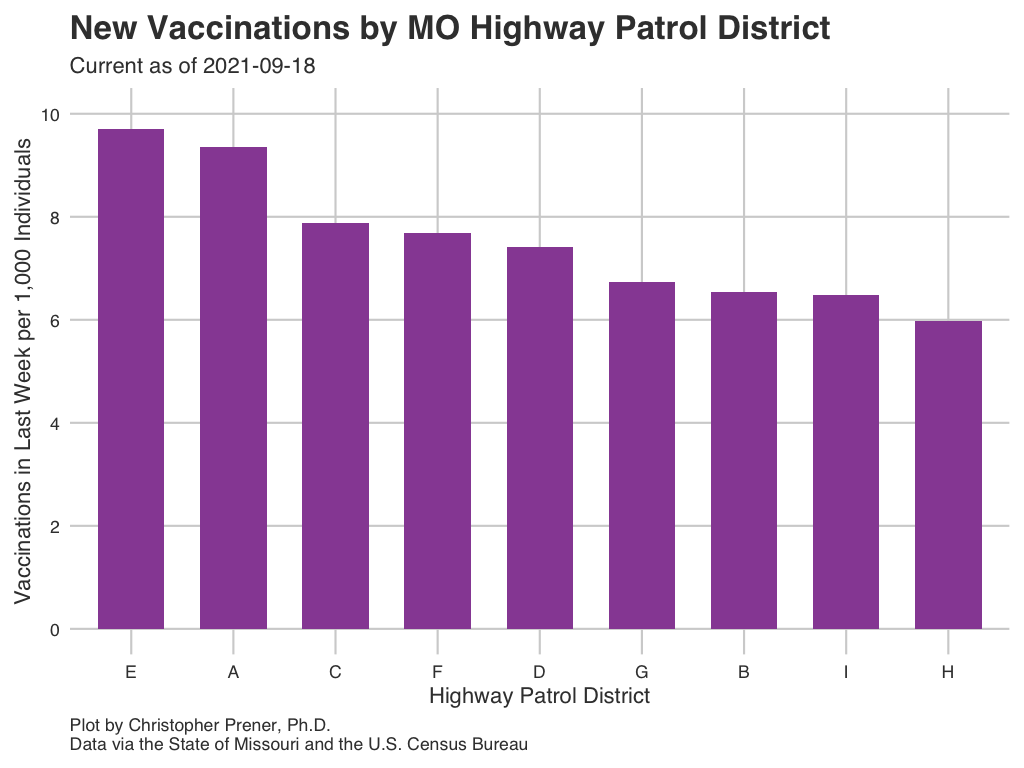 New Vaccinations by MO Highway Patrol District
Current as of 2021-09-18
Vaccinations in Last Week per 1,000 Individuals
10
8
6
4
2
0
E A C F D G B I H
Highway Patrol District
Plot by Christopher Prener, Ph.D.
Data via the State of Missouri and the U.S. Census Bureau